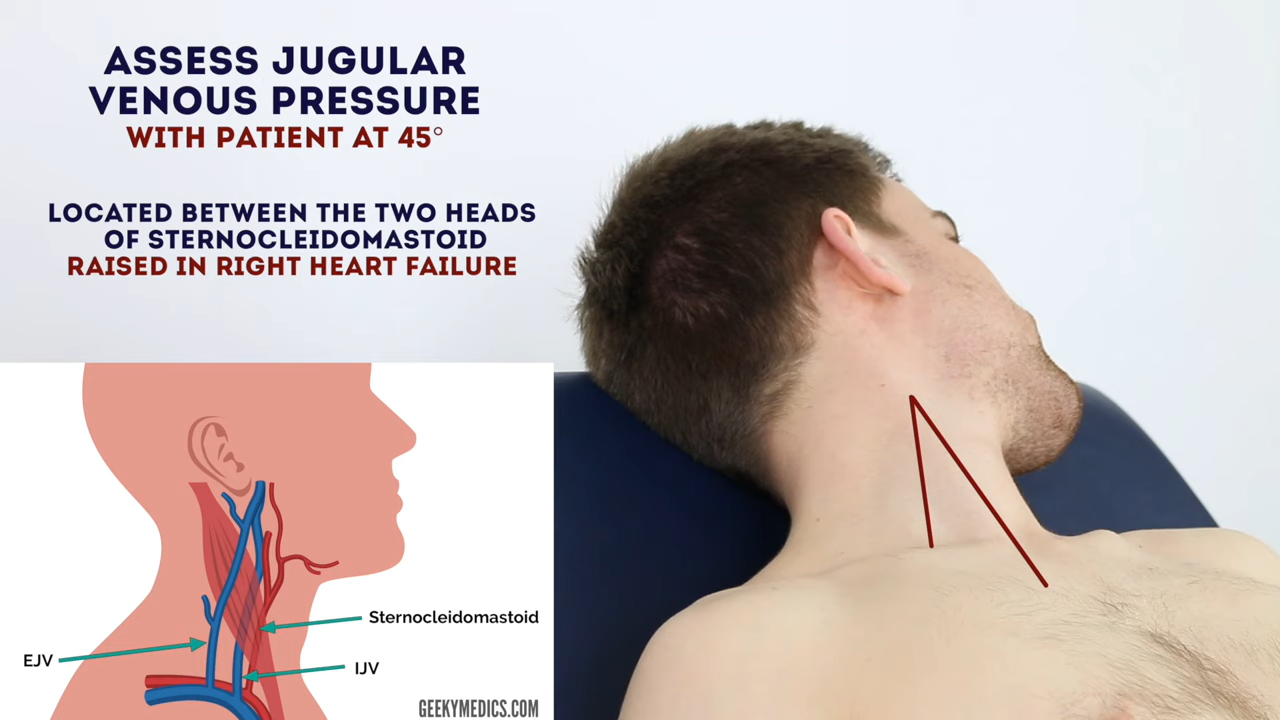 ASSESS JUGULAR
VENOUS PRESSURE
WITH PATIENT AT 45°
LOCATED BETWEEN THE TWO HEADS
OF STERNOCLEIDOMASTOID
RAISED IN RIGHT HEART FAILURE
Sternocleidomastoid
EJV
IJV
GEEKYMEDICS.COM